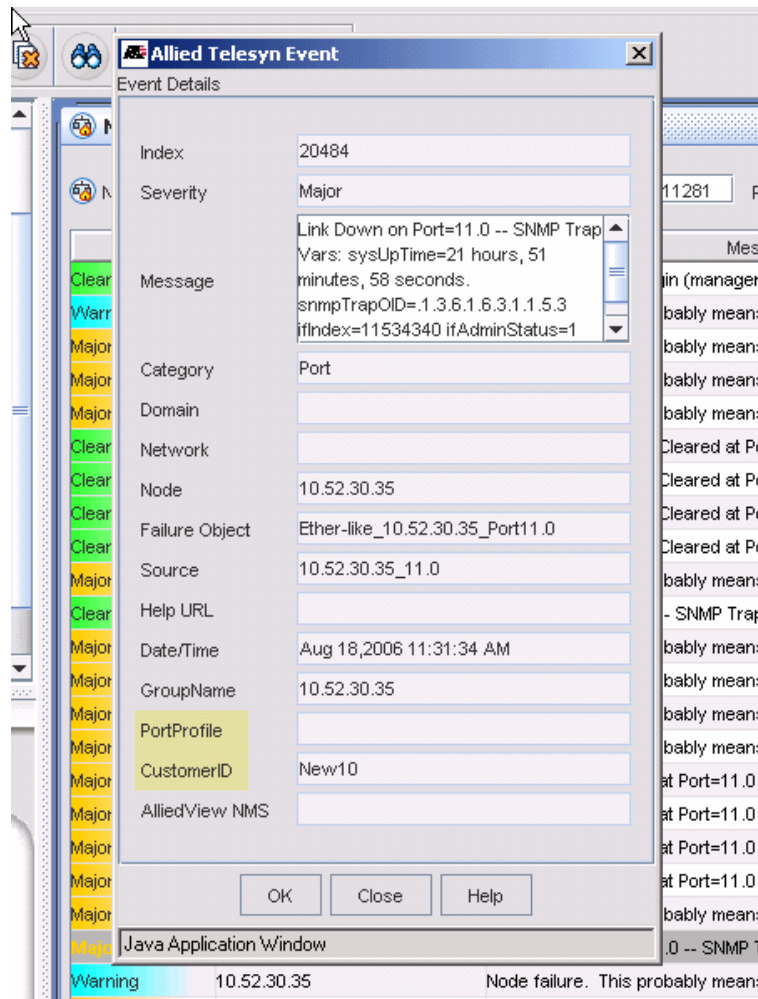 Allied Telesyn Event
Event Details
Index 20484
Severity Major
Message Link Down on Port=11.0 -- SNMP Trap
Vars: sysUpTime=21 hours, 51
minutes, 58 seconds.
snmpTrapOID=.1.3.6.1.6.3.1.1.5.3
ifIndex=11534340 ifAdminStatus=1
Category Port
Domain
Network
Node 10.52.30.35
Failure Object Ether-like_10.52.30.35_Port11.0
Source 10.52.30.35_11.0
Help URL
Date/Time Aug 18,2006 11:31:34 AM
GroupName 10.52.30.35
PortProfile
CustomerID New10
AlliedView NMS
OK Close Help
Java Application Window
N
N 11281 P
Mes
Clear in (manager
Warr bably means
Major bably means
Major bably means
Major bably means
Clear Cleared at P
Clear Cleared at P
Clear Cleared at P
Clear Cleared at P
Major bably means
Clear - SNMP Trap
Major bably means
Major bably means
Major bably means
Major bably means
Major at Port=11.0
Major at Port=11.0
Major at Port=11.0
Major at Port=11.0
Major bably means
Majo .0 -- SNMP T
Warning 10.52.30.35 Node failure. This probably means